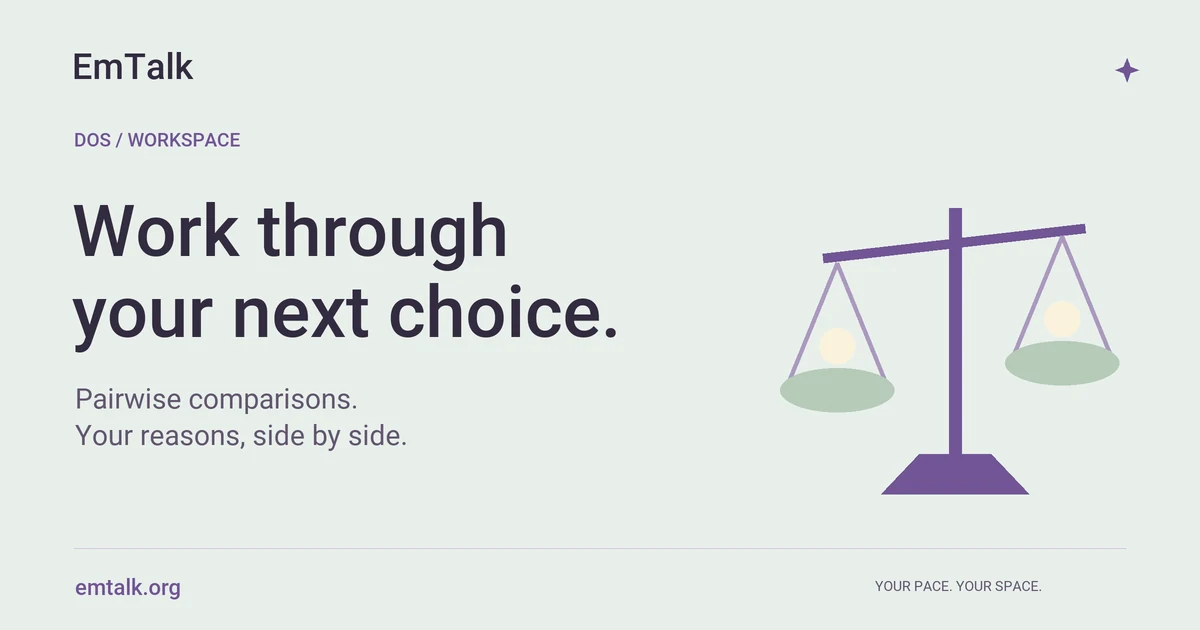 EmTalk
DOS / WORKSPACE
Work through
your next choice.
Pairwise comparisons.
Your reasons, side by side.
emtalk.org
YOUR PACE. YOUR SPACE.